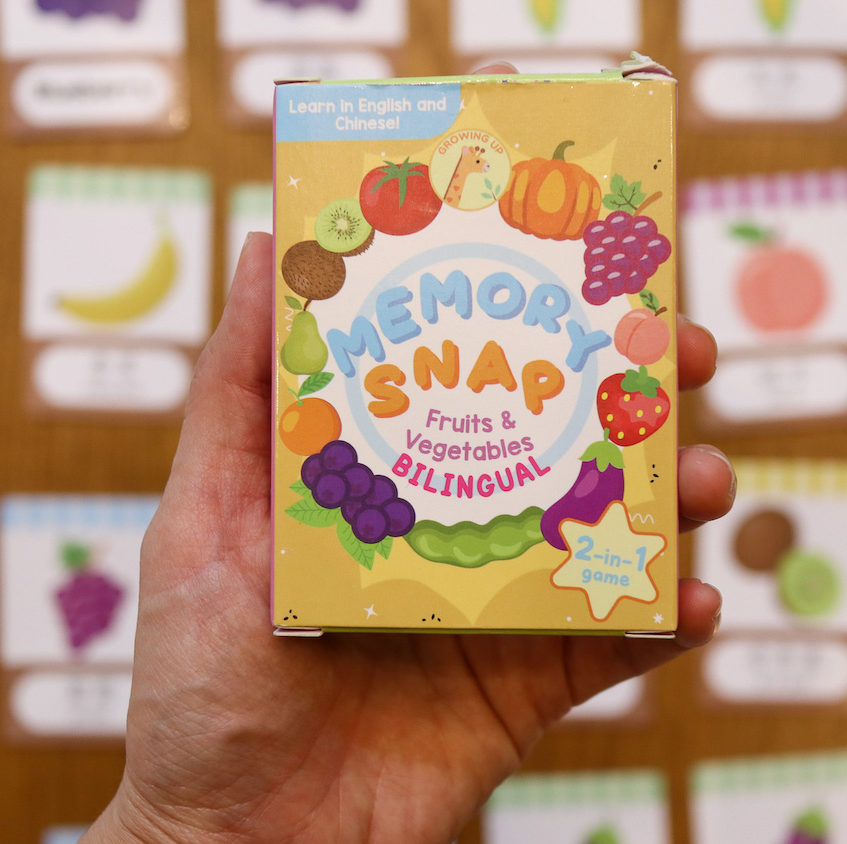 Learn in English and
Chinese!
GROWING UP
MEMORY
SNAP
Fruits &
Vegetables
BILINGUAL
2-in-1
game